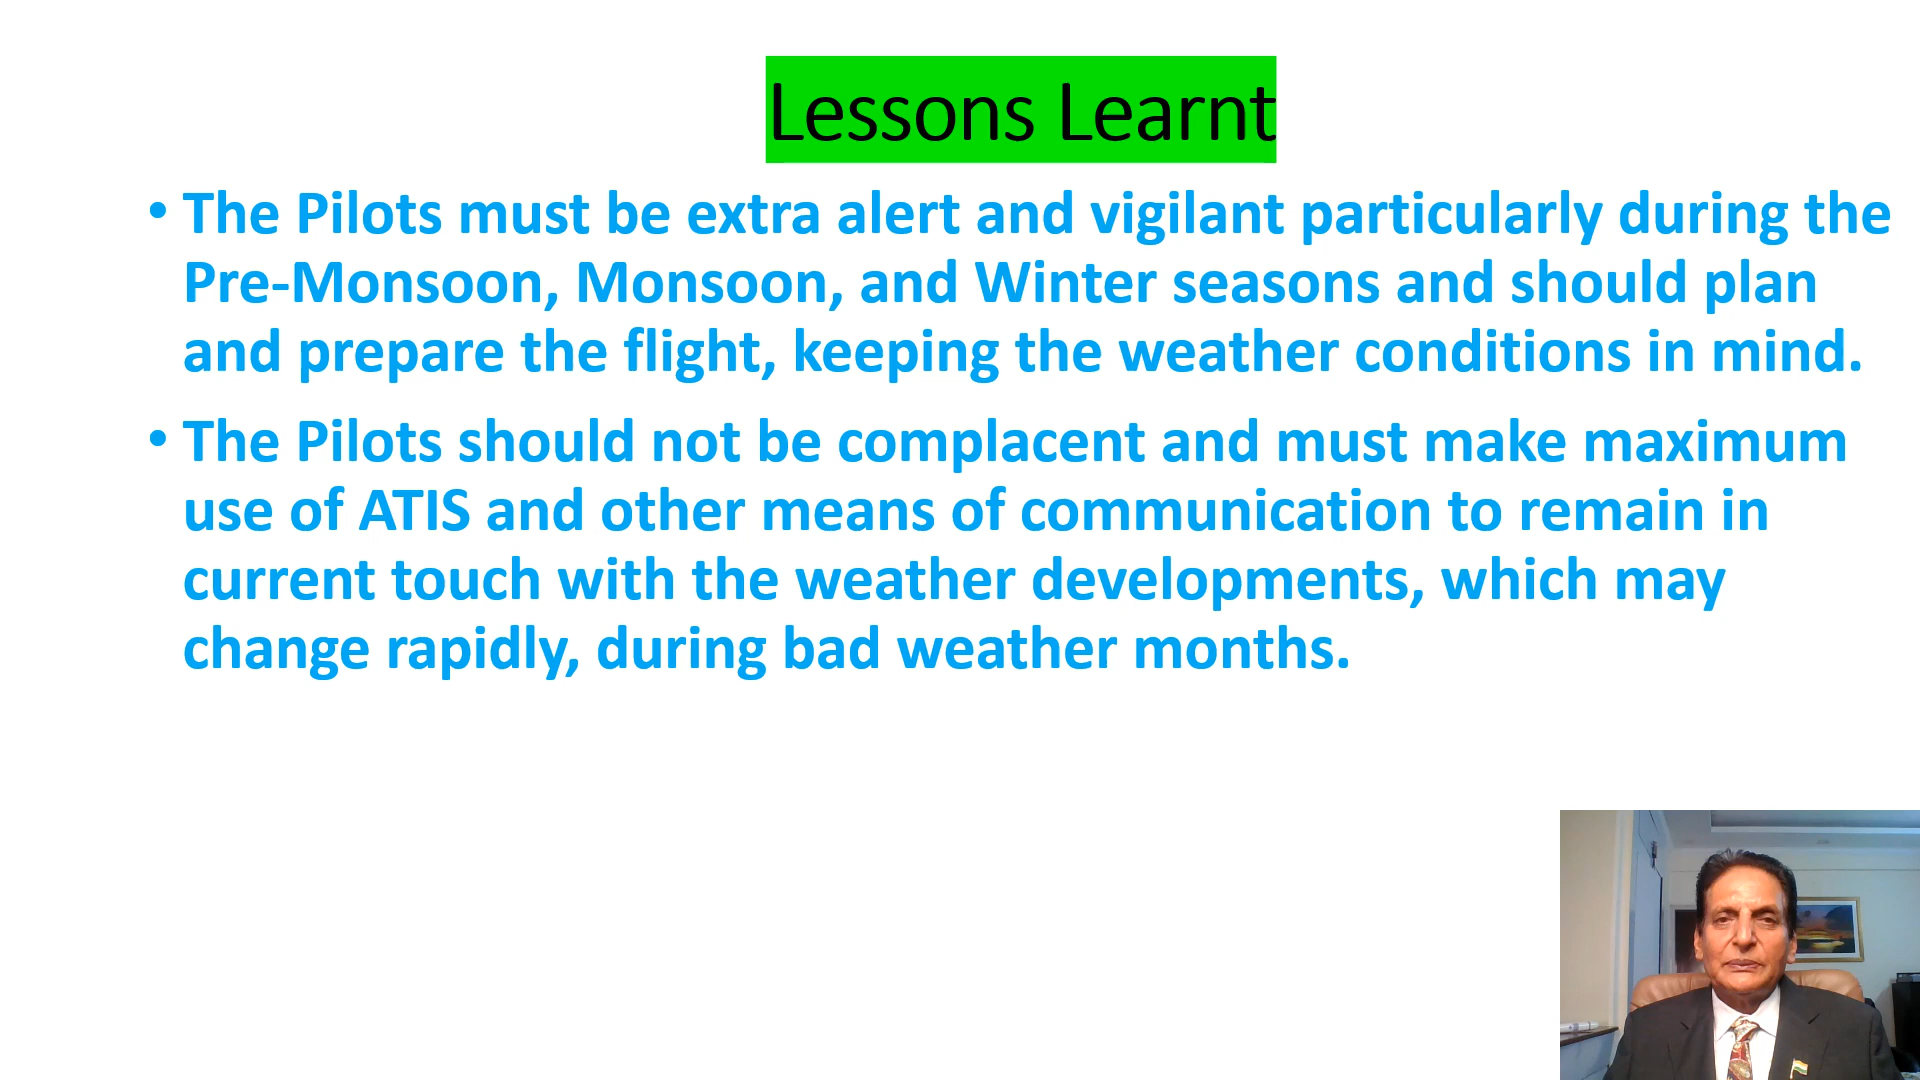 Lessons Learnt
• The Pilots must be extra alert and vigilant particularly during the
Pre-Monsoon, Monsoon, and Winter seasons and should plan
and prepare the flight, keeping the weather conditions in mind.
• The Pilots should not be complacent and must make maximum
use of ATIS and other means of communication to remain in
current touch with the weather developments, which may
change rapidly, during bad weather months.